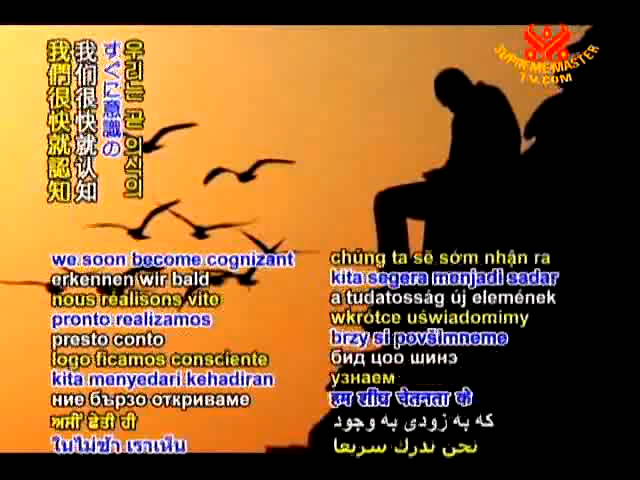 우리는 곧 의식의
すぐに意識の
我们很快就认知
我們很快就認知
SUPREMEMASTER
TV.COM
we soon become cognizant
erkennen wir bald
nous réalisons vite
pronto realizamos
presto conto
logo ficamos consciente
kita menyedari kehadiran
ние бързо откриваме
ਅਸੀਂ ਛੇਤੀ ਹੀ
ในไม่ช้า เราเห็น
chúng ta sẽ sớm nhận ra
kita segera menjadi sadar
a tudatosság új elemének
wkrótce uświadomimy
brzy si povšimneme
бид цоо шинэ
узнаем
हम शीघ्र चेतनता के
که به زودی به وجود
نحن ندرك سريعا